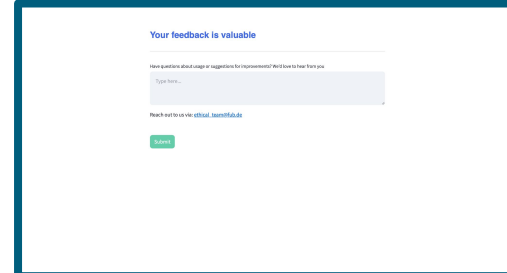 Your feedback is valuable
Have questions about usage or suggestions for improvements? We'd love to hear from you
Type here...
Reach out to us via: ethical_team@fub.de
Submit